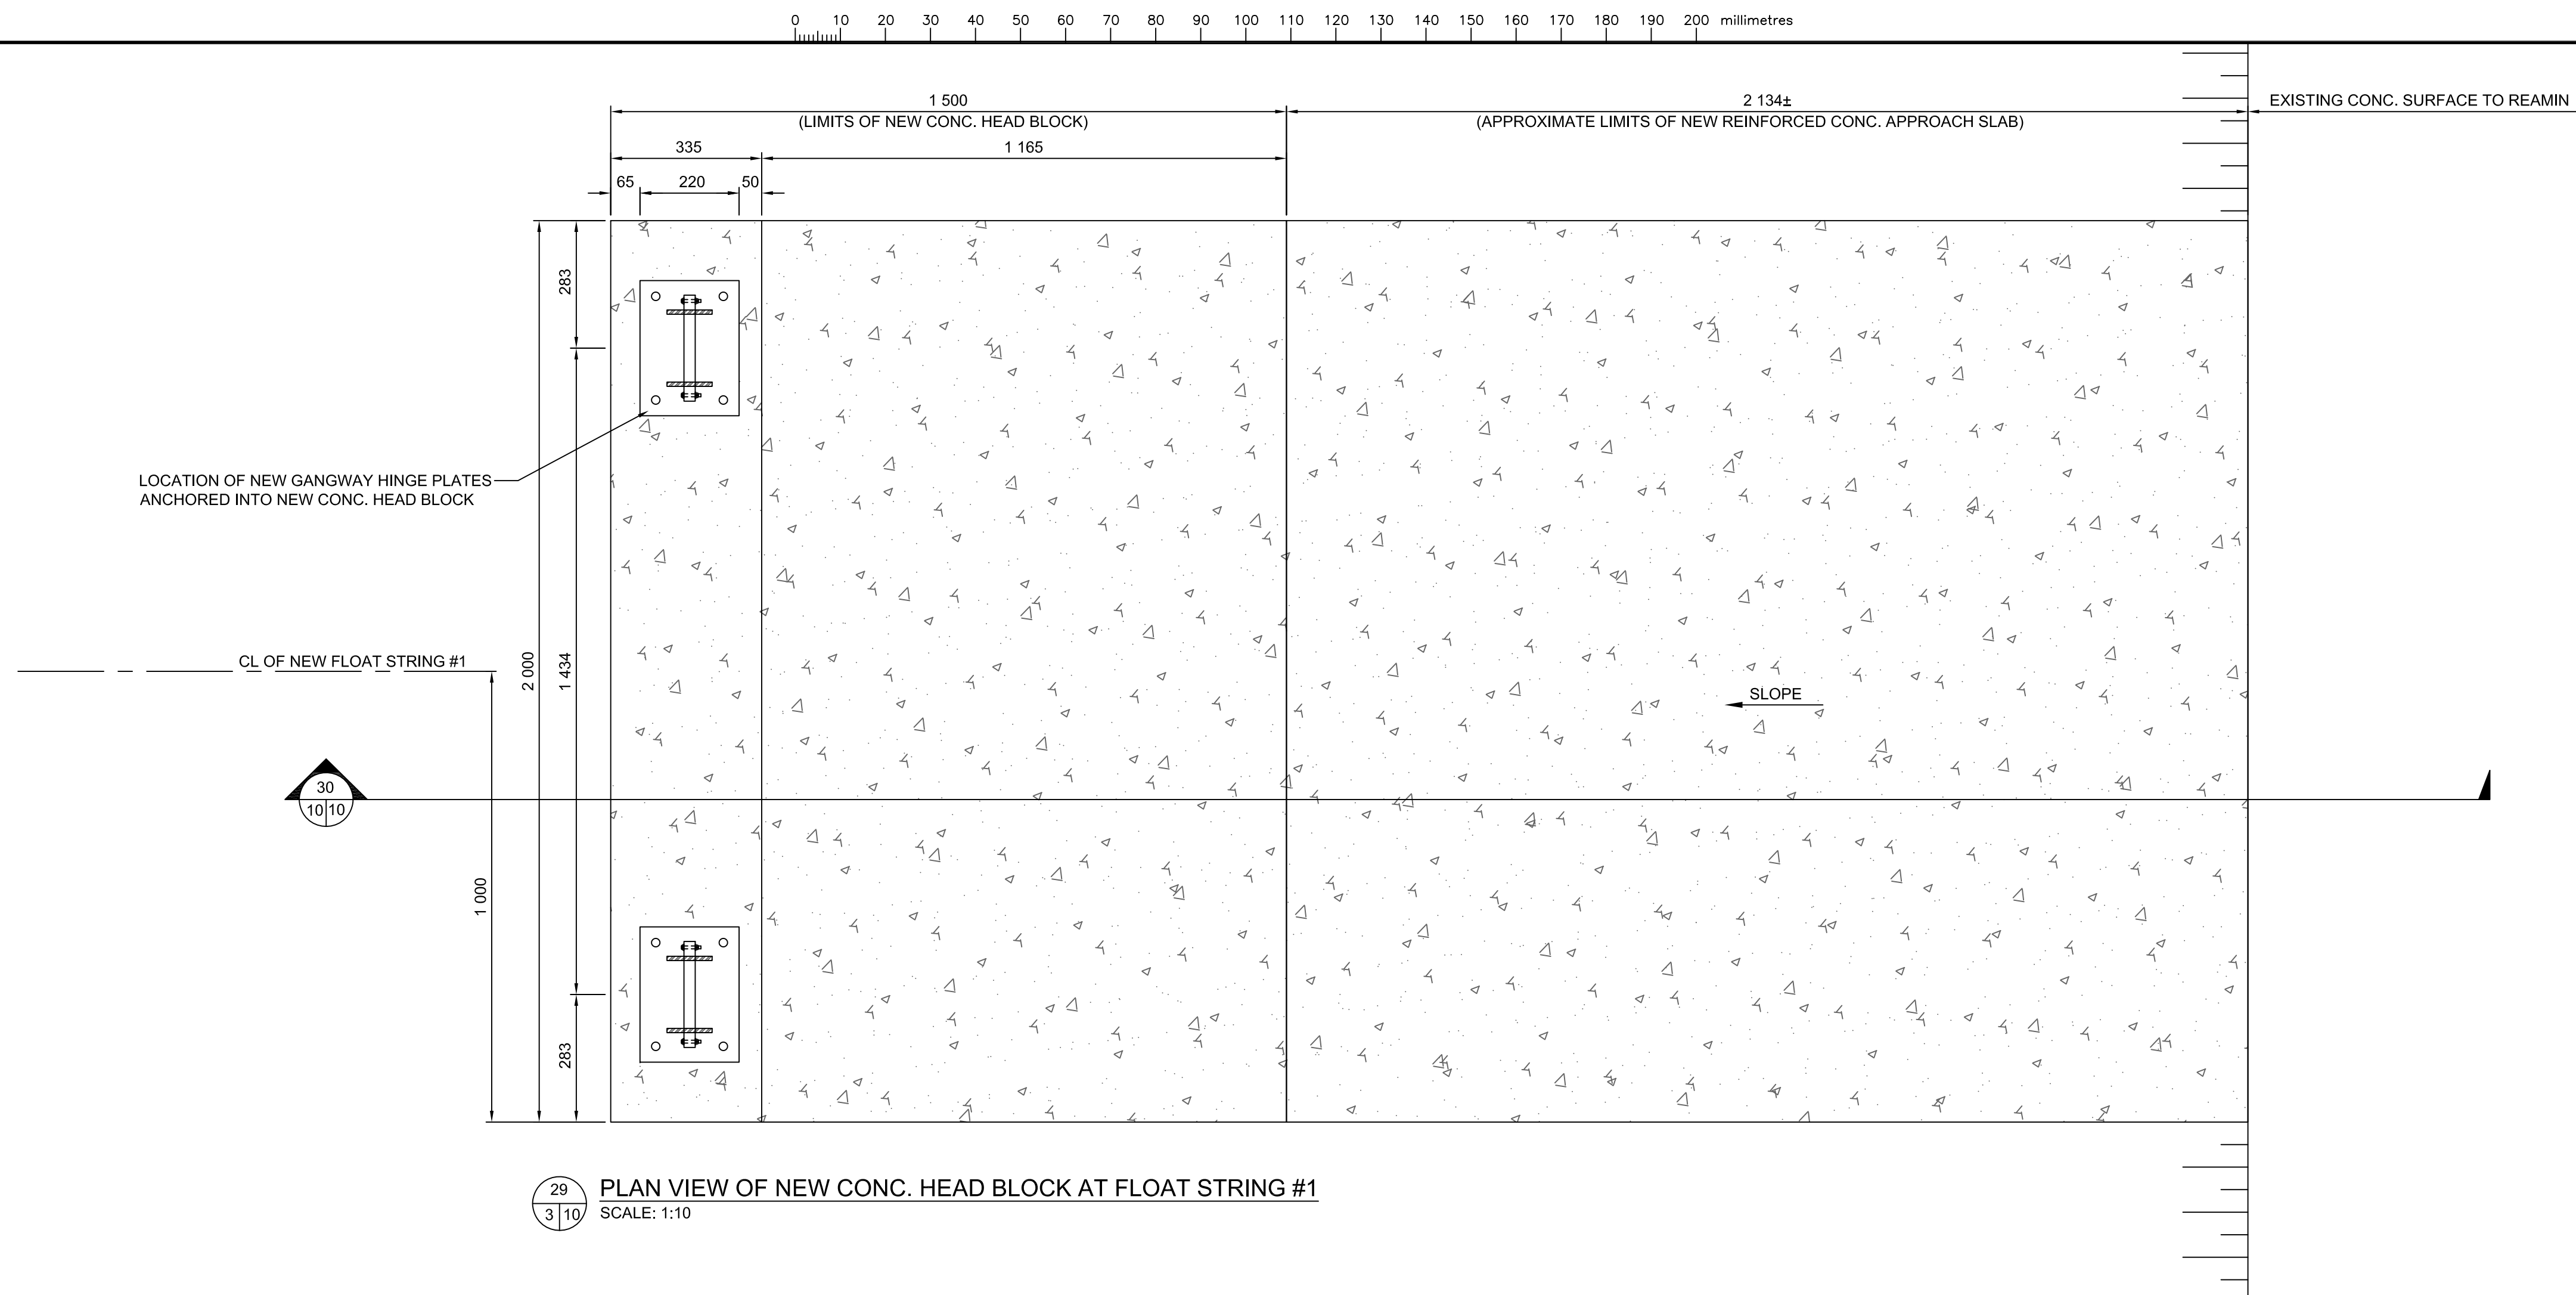 0 10 20 30 40 50 60 70 80 90 100 110 120 130 140 150 160 170 180 190 200 millimetres
1 500
(LIMITS OF NEW CONC. HEAD BLOCK)
2 134±
(APPROXIMATE LIMITS OF NEW REINFORCED CONC. APPROACH SLAB)
EXISTING CONC. SURFACE TO REAMIN
335
1 165
65
220
50
283
LOCATION OF NEW GANGWAY HINGE PLATES
ANCHORED INTO NEW CONC. HEAD BLOCK
CL OF NEW FLOAT STRING #1
2 000
1 434
SLOPE
30
10 10
1 000
283
29
3 10
PLAN VIEW OF NEW CONC. HEAD BLOCK AT FLOAT STRING #1
SCALE: 1:10